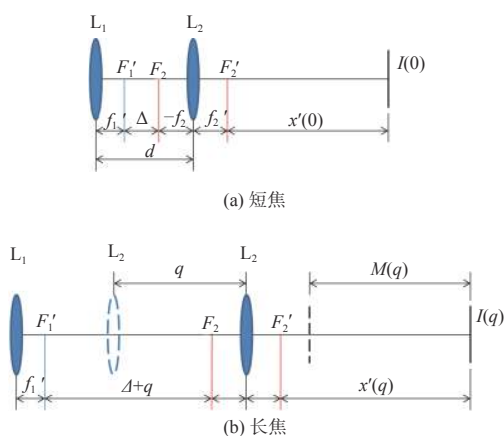 L₁
L₂
F₁′
F₂
F₂′
I(0)
f₁′
Δ
−f₂
f₂′
x′(0)
d
(a) 短焦
L₁
L₂
L₂
q
M(q)
F₁′
F₂
F₂′
I(q)
f₁′
Δ+q
x′(q)
(b) 长焦